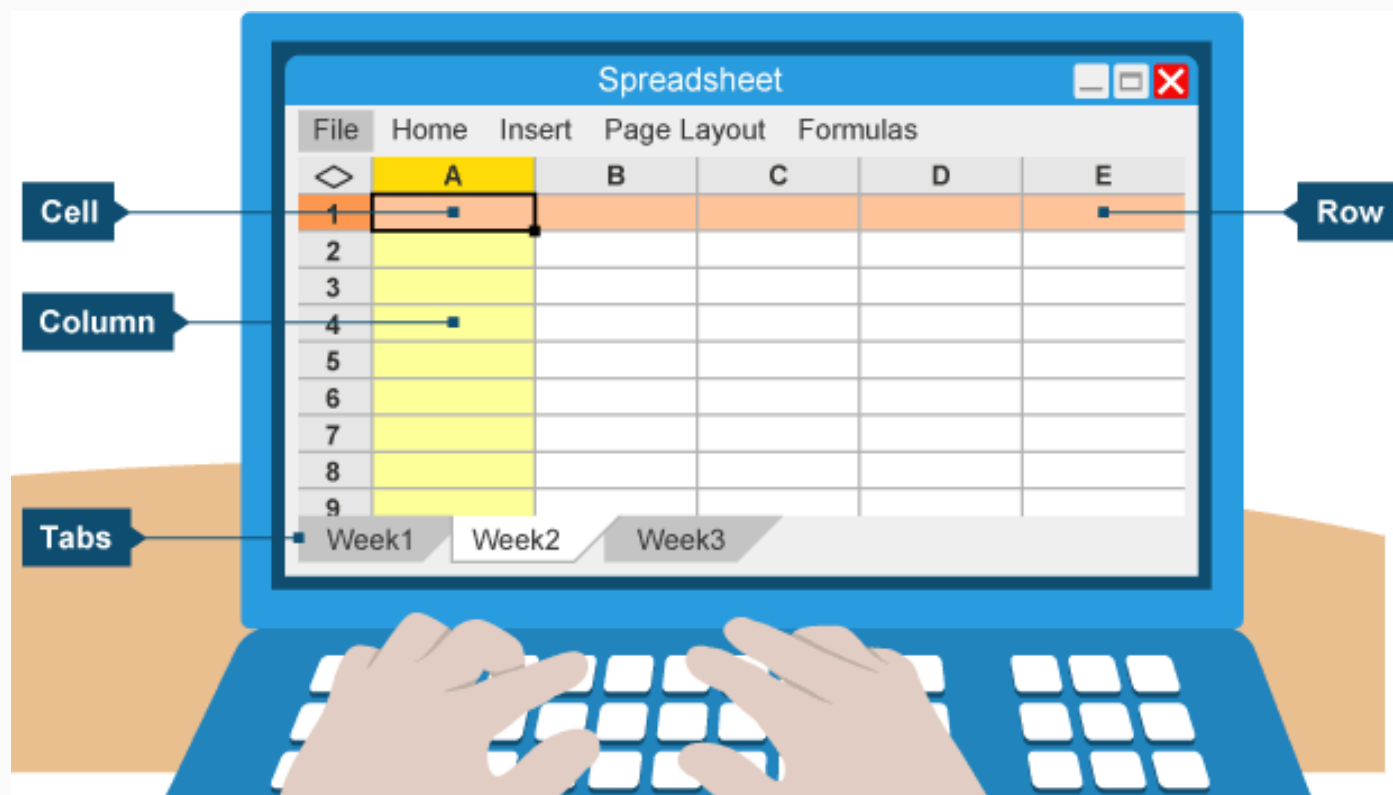 Spreadsheet
File Home Insert Page Layout Formulas
A B C D E
Cell
1
Row
2
3
Column
4
5
6
7
8
9
Tabs
Week1 Week2 Week3